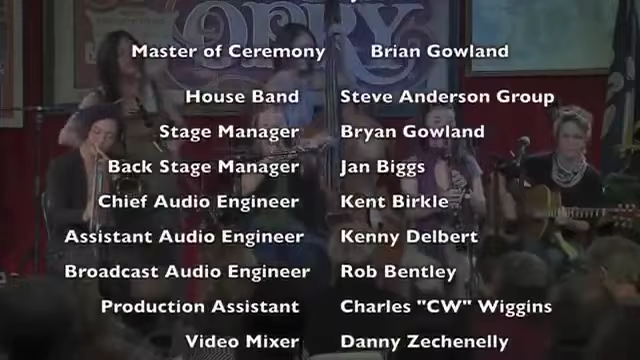 OPRY
Master of Ceremony Brian Gowland
House Band Steve Anderson Group
Stage Manager Bryan Gowland
Back Stage Manager Jan Biggs
Chief Audio Engineer Kent Birkle
Assistant Audio Engineer Kenny Delbert
Broadcast Audio Engineer Rob Bentley
Production Assistant Charles "CW" Wiggins
Video Mixer Danny Zechenelly